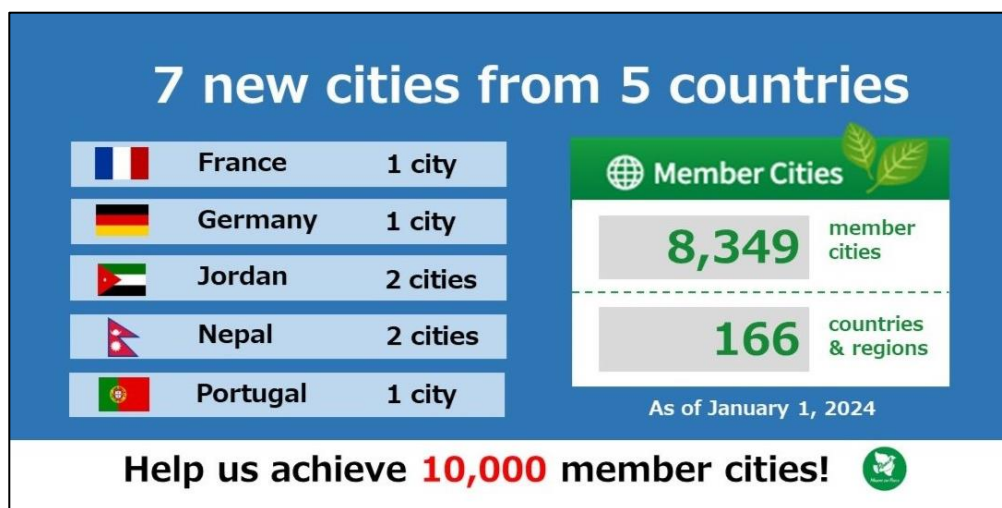 7 new cities from 5 countries
France 1 city
Germany 1 city
Jordan 2 cities
Nepal 2 cities
Portugal 1 city
Member Cities
8,349 member cities
166 countries & regions
As of January 1, 2024
Help us achieve 10,000 member cities!